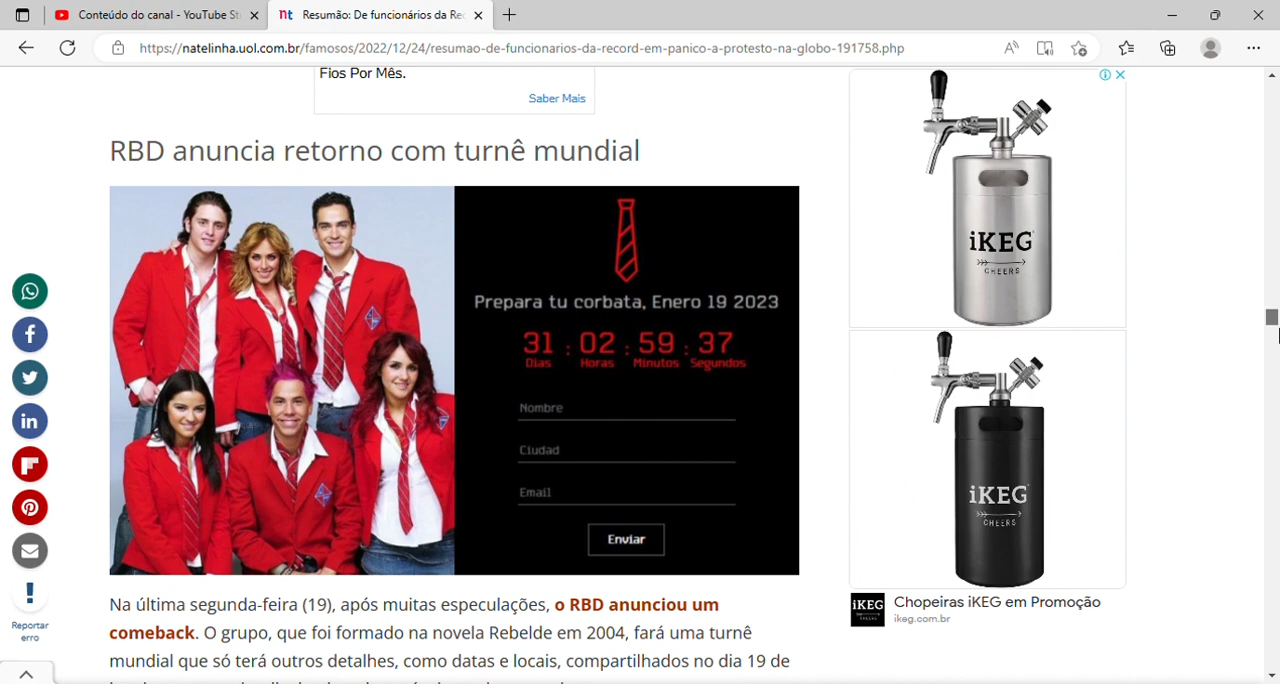 Conteúdo do canal - YouTube St
Resumão: De funcionários da Rec
https://natelinha.uol.com.br/famosos/2022/12/24/resumao-de-funcionarios-da-record-em-panico-a-protesto-na-globo-191758.php
Fios Por Mês.
Saber Mais
RBD anuncia retorno com turnê mundial
Prepara tu corbata, Enero 19 2023
31 : 02 : 59 : 37
Dias Horas Minutos Segundos
Nombre
Ciudad
Email
Enviar
Na última segunda-feira (19), após muitas especulações, o RBD anunciou um
comeback. O grupo, que foi formado na novela Rebelde em 2004, fará uma turnê
mundial que só terá outros detalhes, como datas e locais, compartilhados no dia 19 de
Reportar
erro
iKEG
CHEERS
iKEG
CHEERS
iKEG
CHEERS
Chopeiras iKEG em Promoção
ikeg.com.br